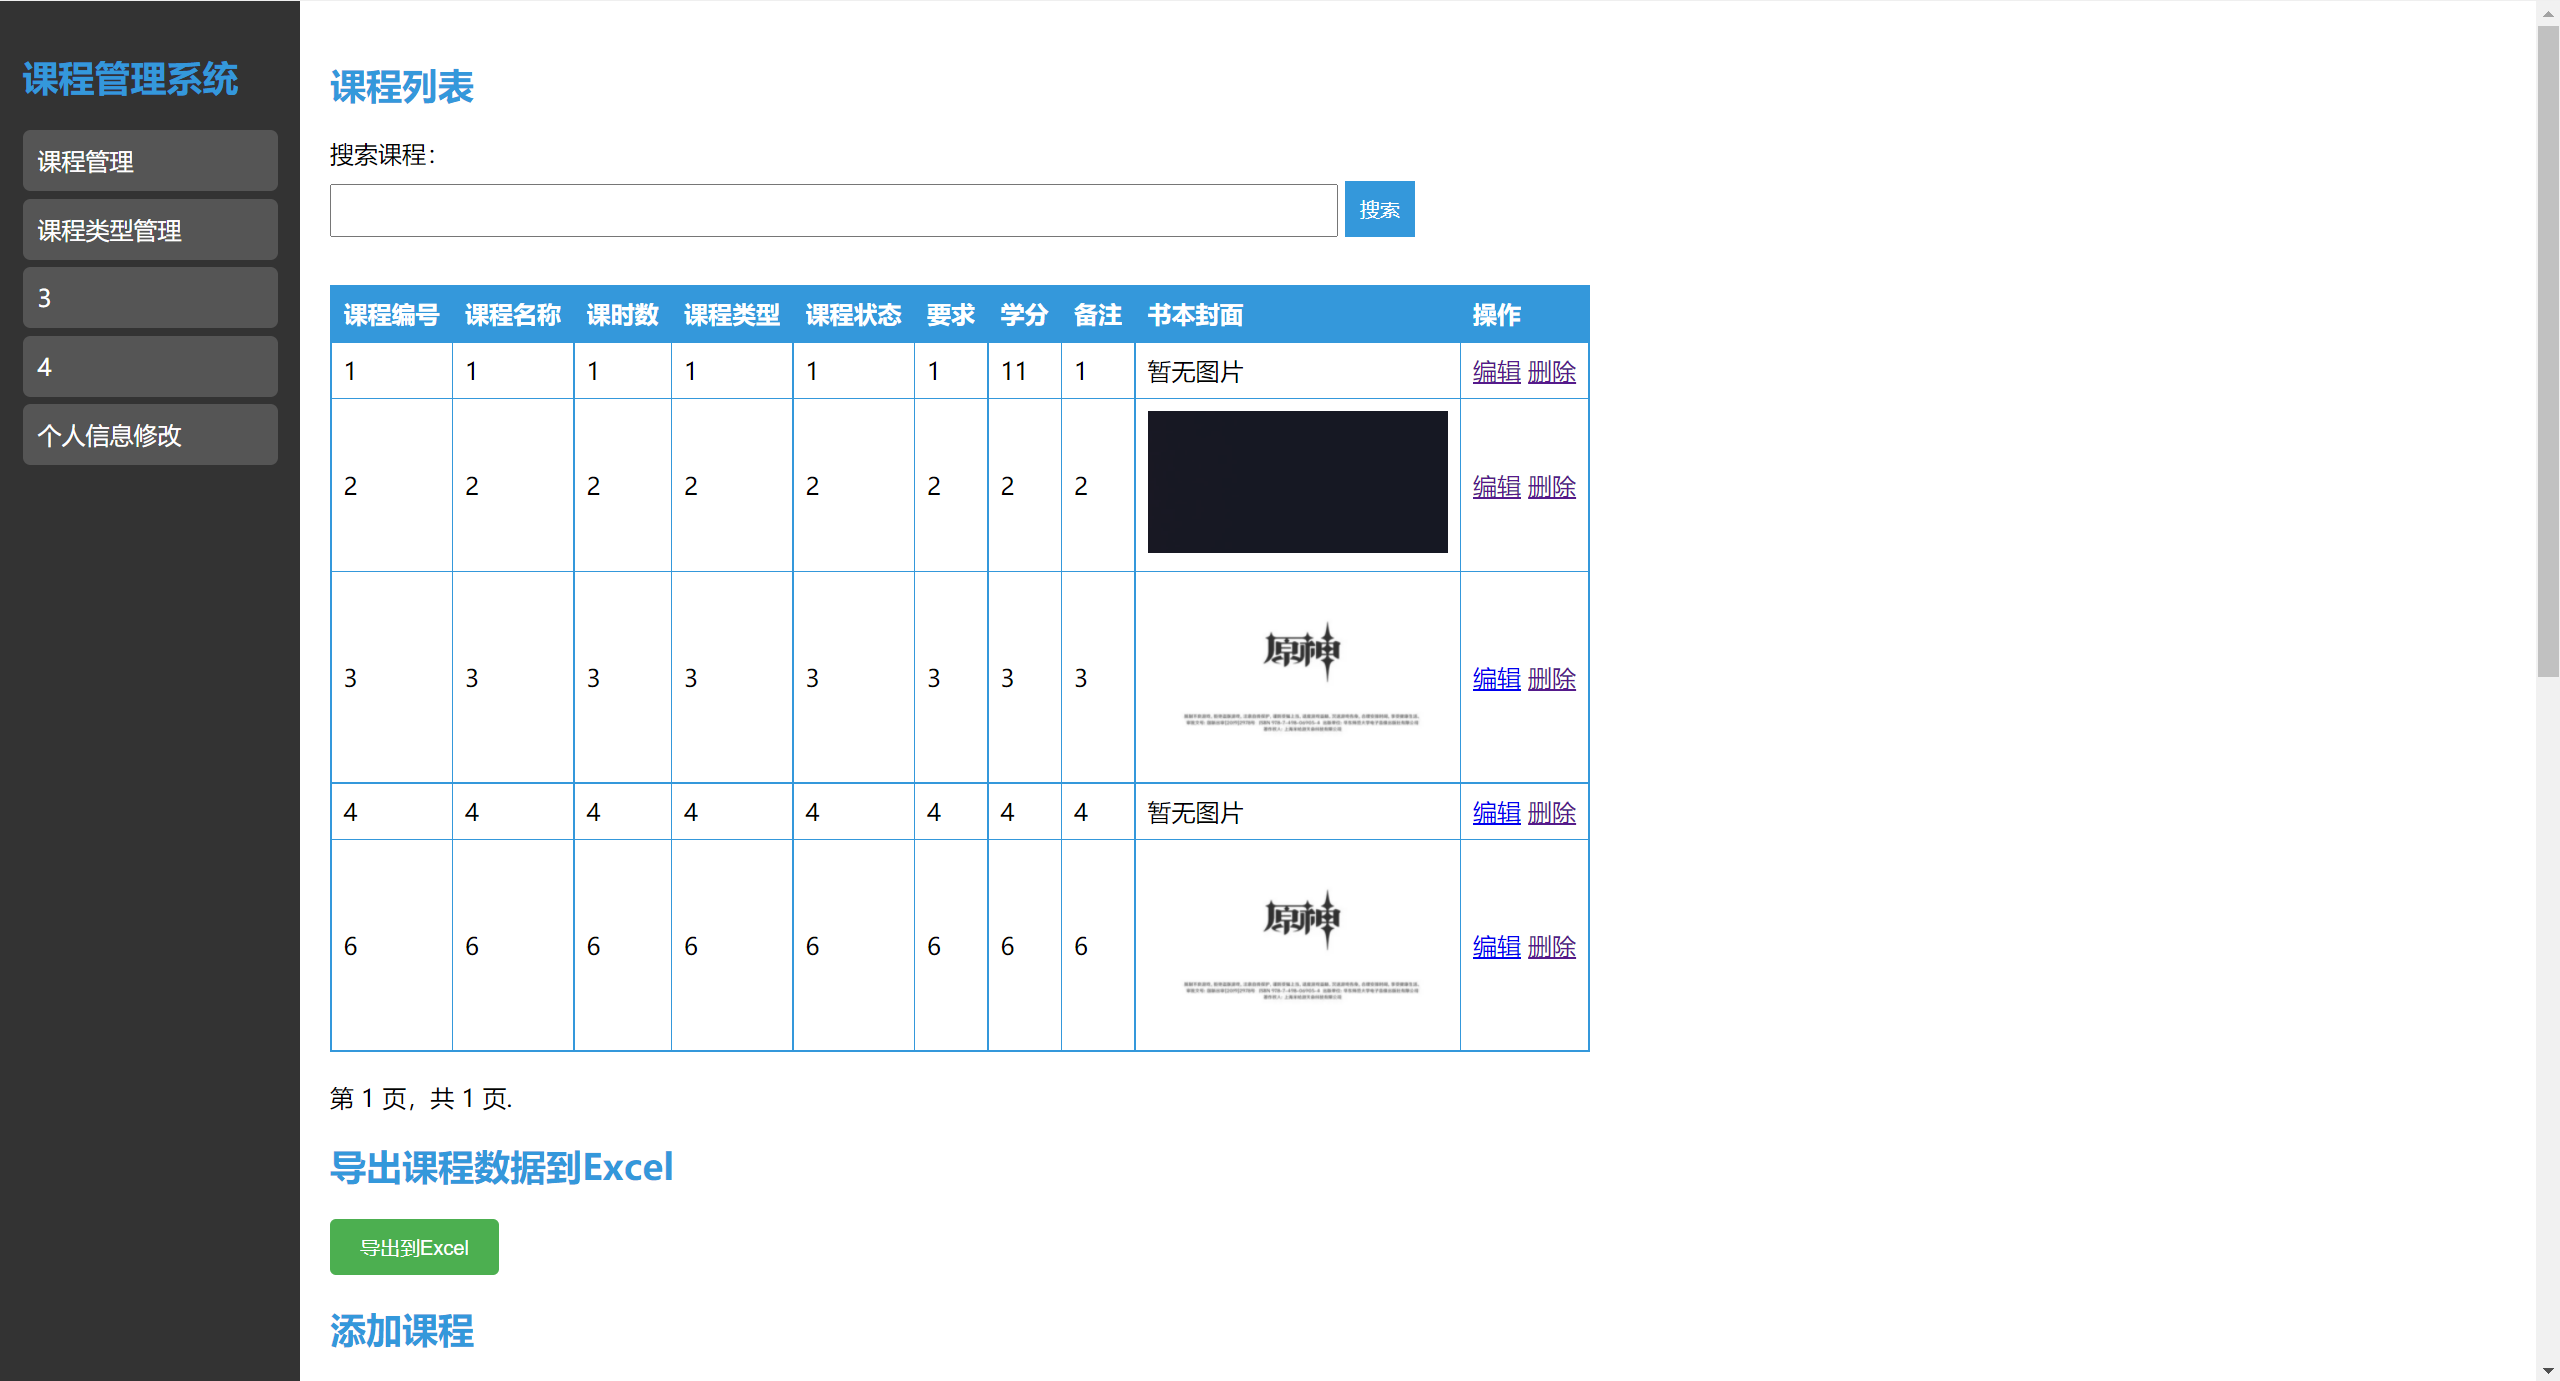 课程管理系统
课程管理
课程类型管理
3
4
个人信息修改
课程列表
搜索课程：
搜索
课程编号 课程名称 课时数 课程类型 课程状态 要求 学分 备注 书本封面 操作
1 1 1 1 1 1 11 1 暂无图片 编辑 删除
2 2 2 2 2 2 2 2 编辑 删除
3 3 3 3 3 3 3 3 原神 编辑 删除
4 4 4 4 4 4 4 4 暂无图片 编辑 删除
6 6 6 6 6 6 6 6 原神 编辑 删除
第 1 页，共 1 页.
导出课程数据到Excel
导出到Excel
添加课程